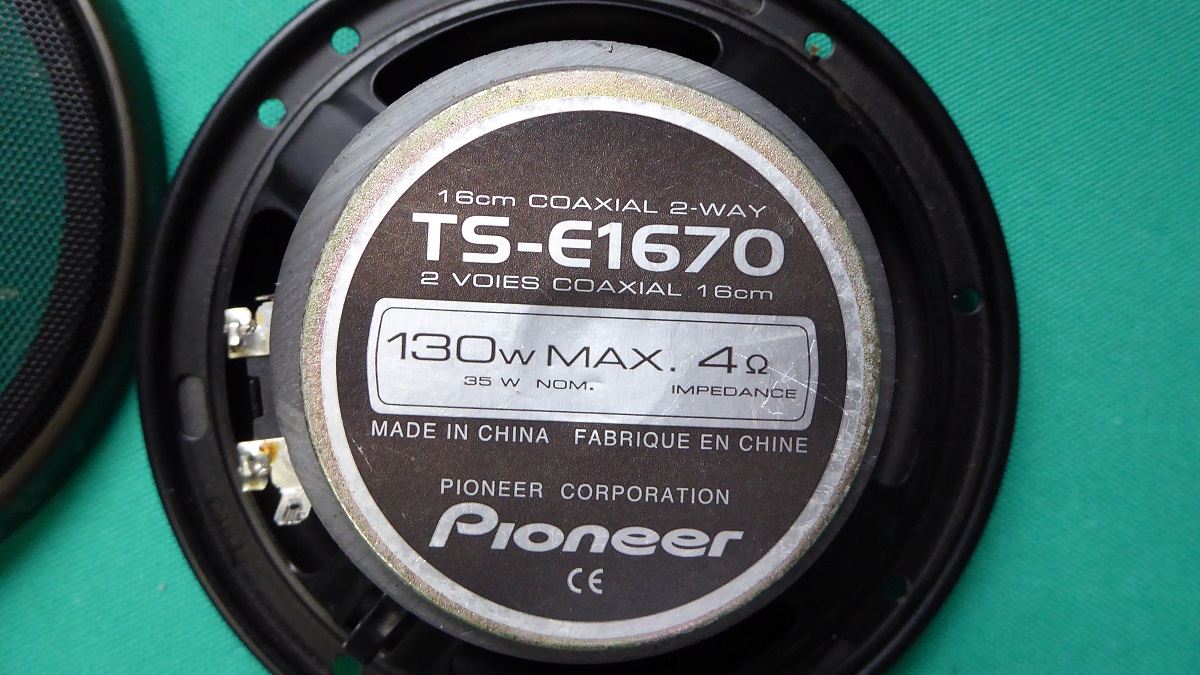 16cm COAXIAL 2-WAY
TS-E1670
2 VOIES COAXIAL 16cm
130W MAX. 4Ω
35 W NOM. IMPEDANCE
MADE IN CHINA FABRIQUE EN CHINE
PIONEER CORPORATION
Pioneer
CE